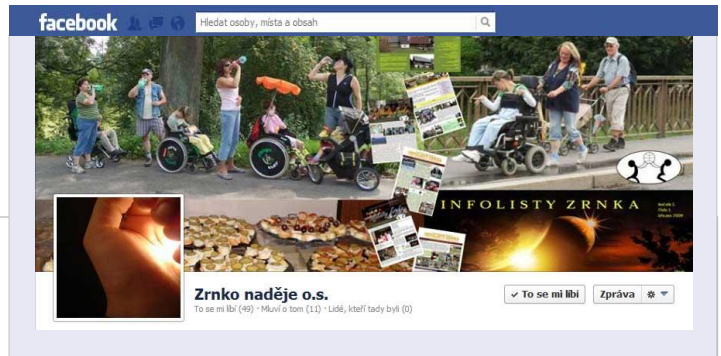 facebook
Hledat osoby, místa a obsah
INFOLISTY ZRNKA
Zrnko naděje o.s.
To se mi líbí (49) · Mluví o tom (11) · Lidé, kteří tady byli (0)
✓ To se mi líbí
Zpráva